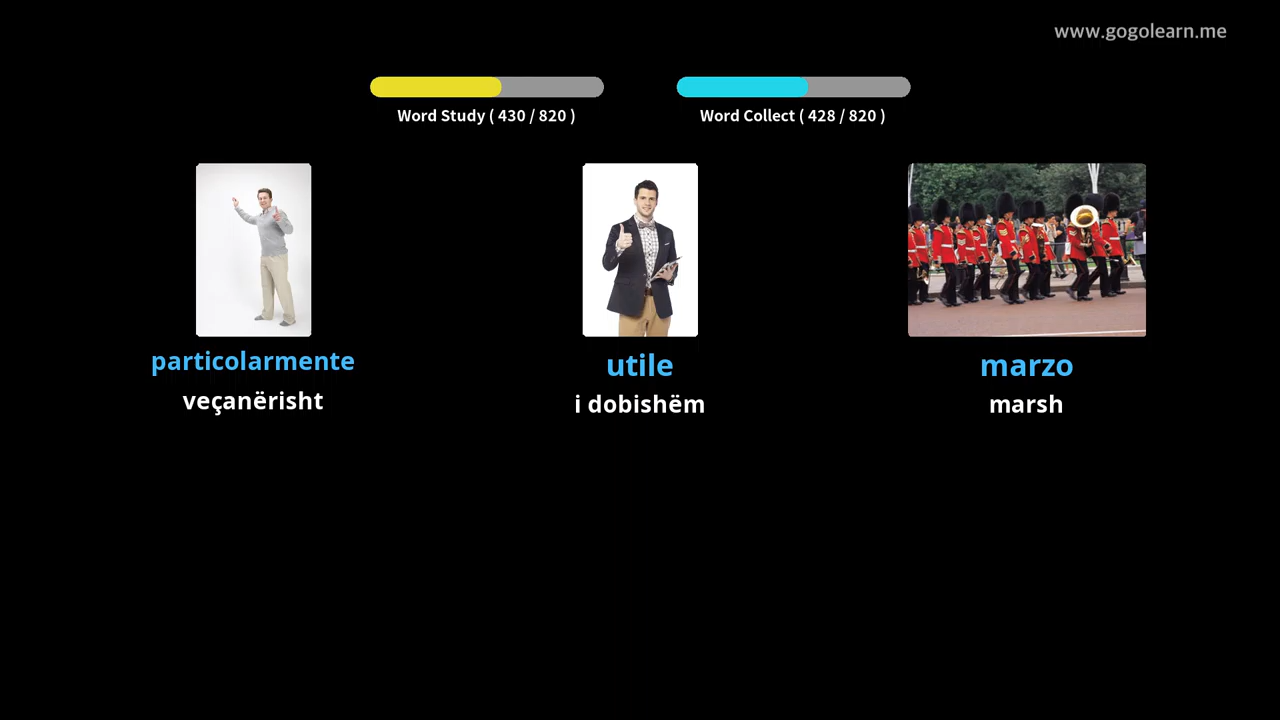 www.gogolearn.me
Word Study ( 430 / 820 )
Word Collect ( 428 / 820 )
particolarmente
utile
marzo
veçanërisht
i dobishëm
marsh